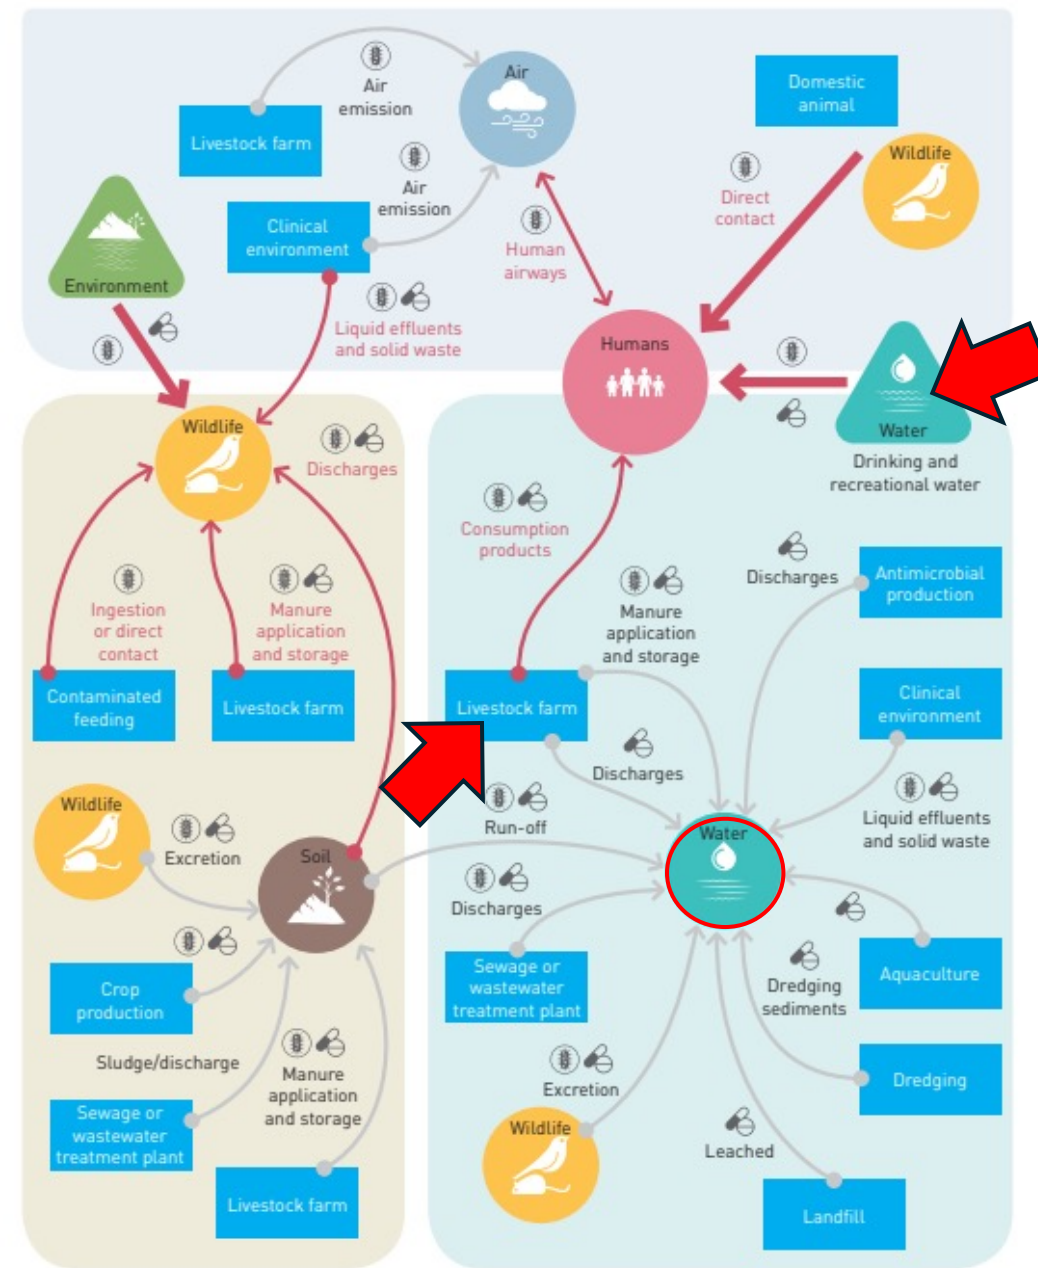 Air
Air
emission
Livestock farm
Domestic
animal
Wildlife
Air
emission
Direct
contact
Clinical
environment
Human
airways
Environment
Liquid effluents
and solid waste
Humans
Water
Drinking and
recreational water
Wildlife
Discharges
Consumption
products
Discharges
Antimicrobial
production
Ingestion
or direct
contact
Manure
application
and storage
Manure
application
and storage
Contaminated
feeding
Livestock farm
Livestock farm
Clinical
environment
Discharges
Liquid effluents
and solid waste
Wildlife
Excretion
Soil
Run-off
Water
Discharges
Crop
production
Sewage or
wastewater
treatment plant
Dredging
sediments
Aquaculture
Sludge/discharge
Manure
application
and storage
Excretion
Dredging
Sewage or
wastewater
treatment plant
Wildlife
Leached
Livestock farm
Landfill